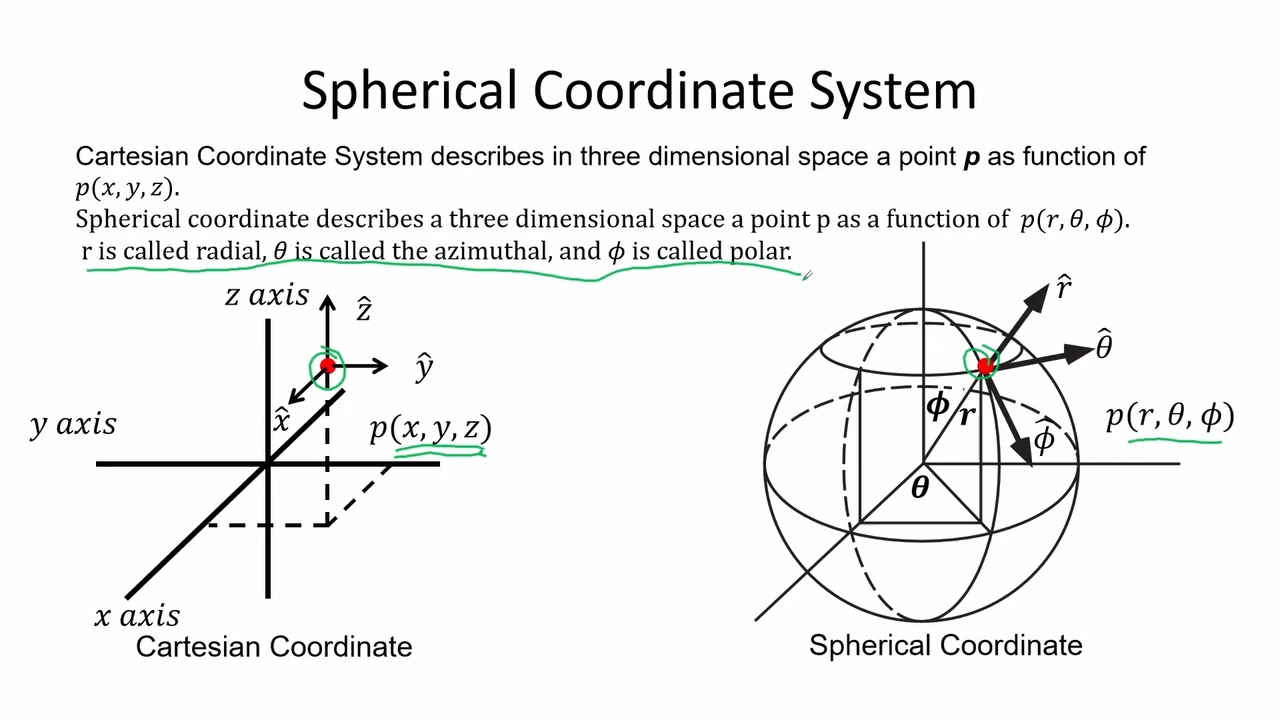 Spherical Coordinate System
Cartesian Coordinate System describes in three dimensional space a point p as function of
p(x, y, z).
Spherical coordinate describes a three dimensional space a point p as a function of p(r, θ, ϕ).
r is called radial, θ is called the azimuthal, and ϕ is called polar.
z axis
ẑ
ŷ
x̂
y axis
p(x, y, z)
x axis
Cartesian Coordinate
r̂
θ̂
ϕ r
ϕ̂
p(r, θ, ϕ)
θ
Spherical Coordinate